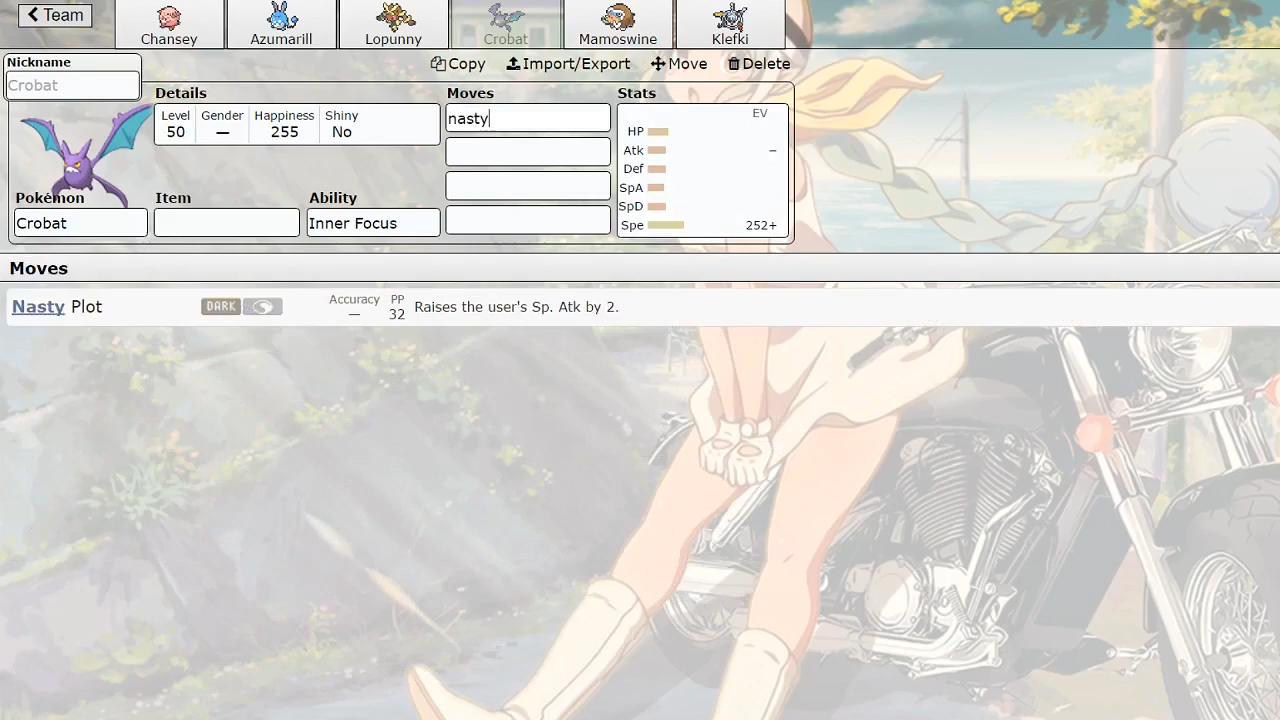 Team
Chansey
Azumarill
Lopunny
Crobat
Mamoswine
Klefki
Copy
Import/Export
Move
Delete
Nickname
Crobat
Details
Level
50
Gender
—
Happiness
255
Shiny
No
Pokémon
Crobat
Item
Ability
Inner Focus
Moves
nasty
Stats
EV
HP
Atk –
Def
SpA
SpD
Spe 252+
Moves
Nasty Plot
DARK
Accuracy
—
PP
32
Raises the user's Sp. Atk by 2.